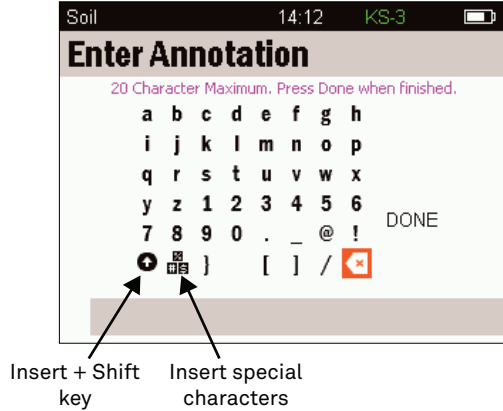 Soil 14:12 KS-3
Enter Annotation
20 Character Maximum. Press Done when finished.
a b c d e f g h
i j k l m n o p
q r s t u v w x
y z 1 2 3 4 5 6
DONE
7 8 9 0 . _ @ !
} [ ] /
Insert + Shift key
Insert special characters